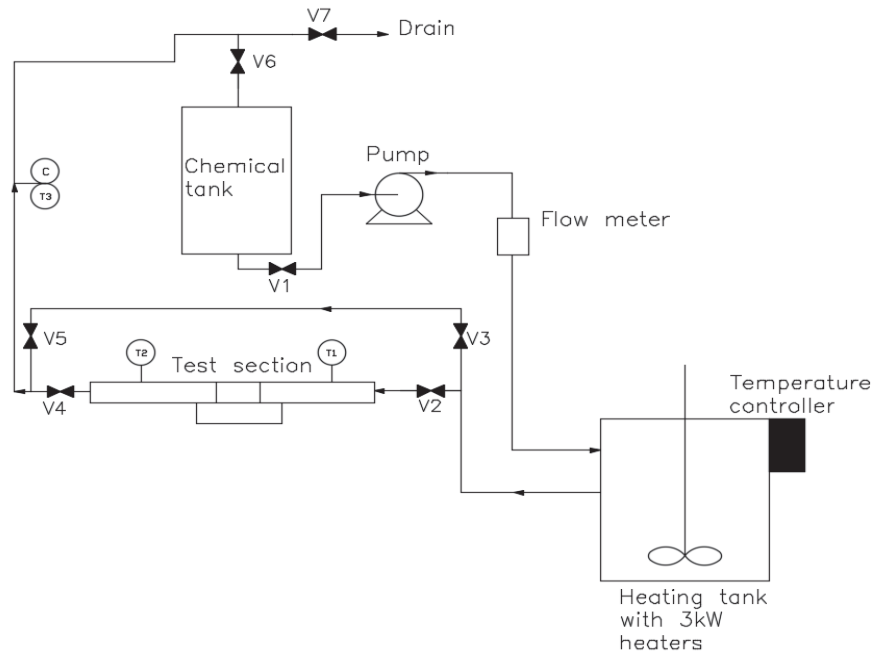 V7
Drain
V6
Chemical
tank
Pump
C
T3
Flow meter
V1
V5
V3
T2
Test section
T1
V4
V2
Temperature
controller
Heating tank
with 3kW
heaters